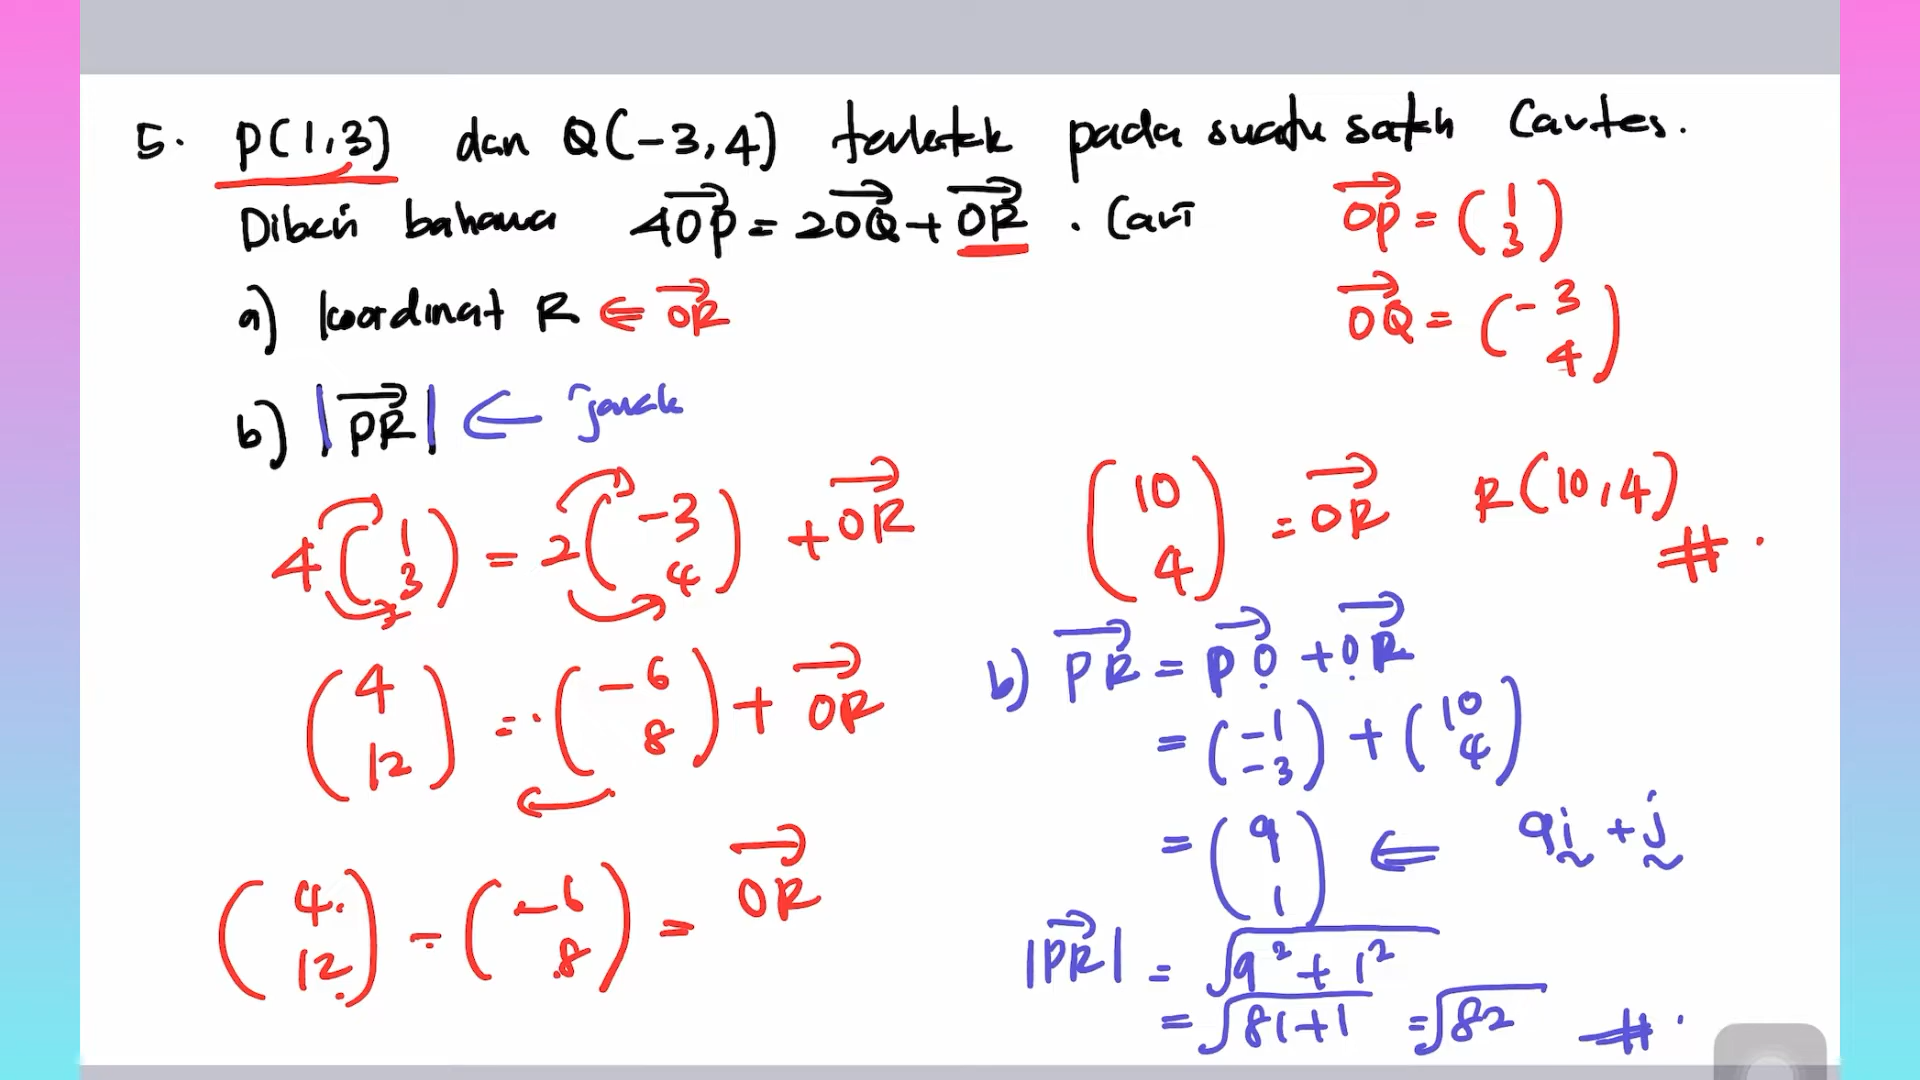 5. P(1,3) dan Q(-3,4) terletak pada suatu satah Cartes.
Diberi bahawa 4OP = 2OQ + OR . Cari
OP = (1 3)
OQ = (-3 4)
a) koordinat R ⇐ OR
b) |PR| ← jarak
4(1 3) = 2(-3 4) + OR
(4 12) = (-6 8) + OR
(4 12) - (-6 8) = OR
(10 4) = OR R(10,4) #
b) PR = PO + OR
= (-1 -3) + (10 4)
= (9 1) ⇐ 9i + j
|PR| = √9² + 1²
= √81+1 = √82 #